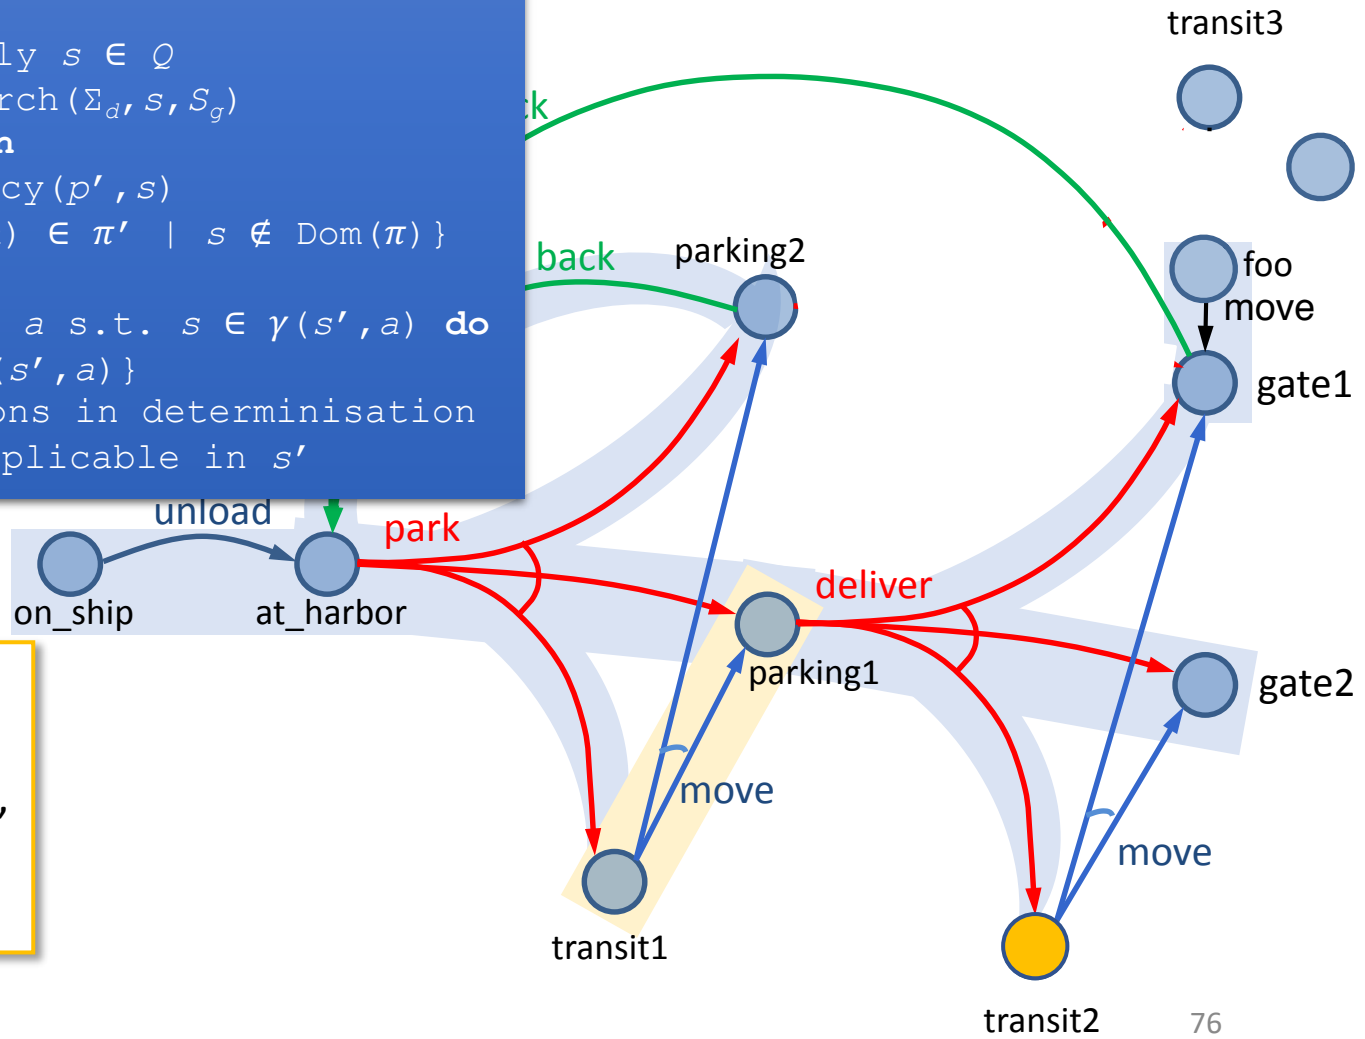 ly s ∈ Q
rch(Σd,s,Sg)
n
cy(p′,s)
) ∈ π′ | s ∉ Dom(π)}
a s.t. s ∈ γ(s′,a) do
(s′,a)}
ons in determinisation
plicable in s′
transit3
ck
back
parking2
foo
move
gate1
unload
park
on_ship
at_harbor
deliver
parking1
gate2
move
move
transit1
transit2
76